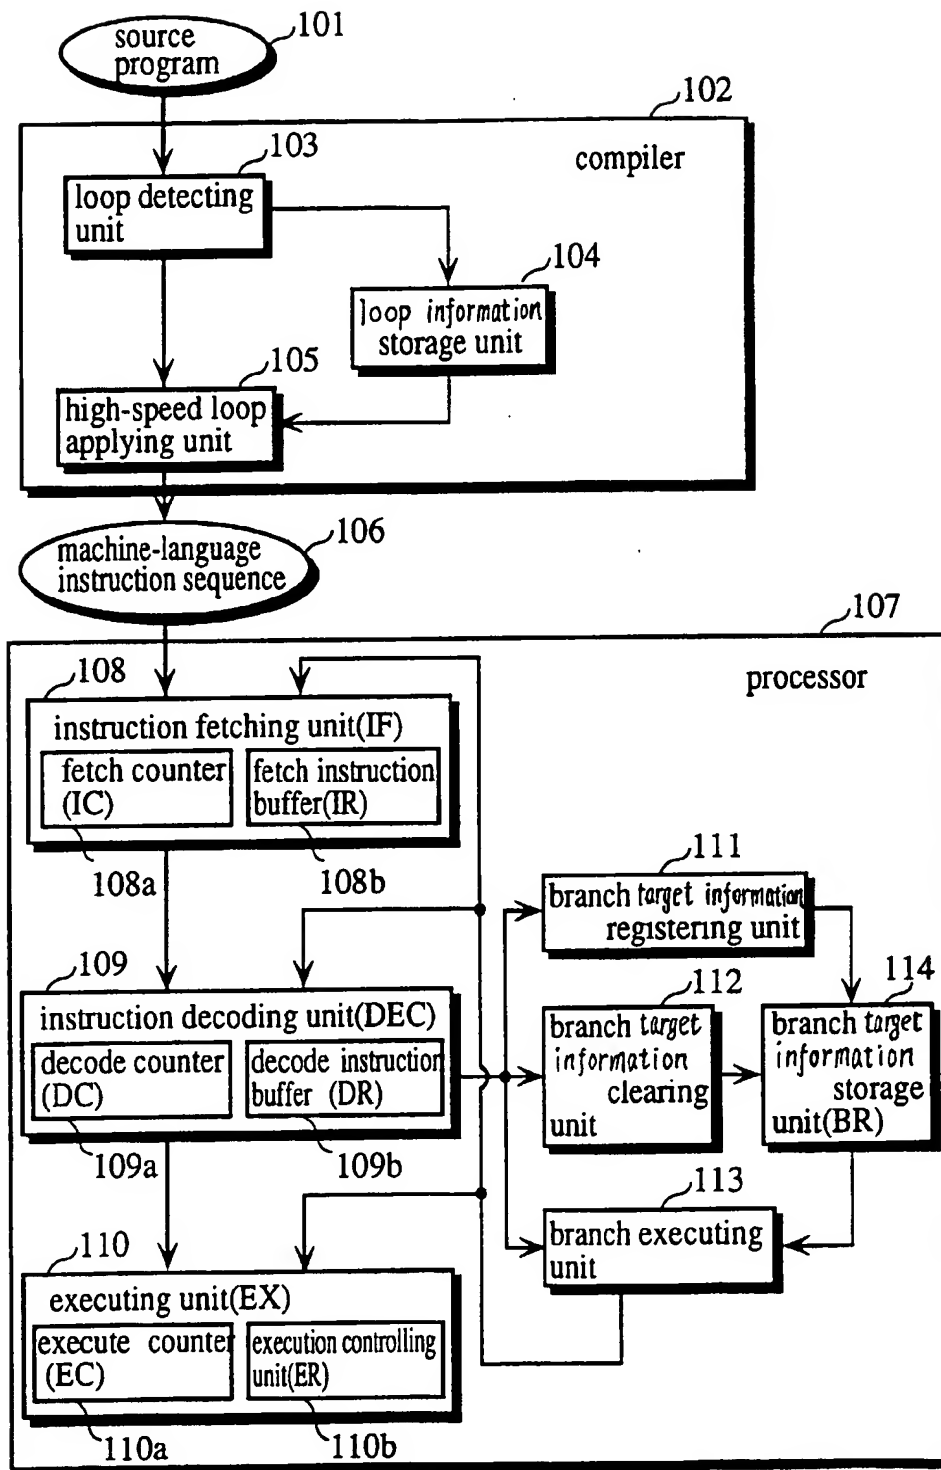 source
program
101
102
compiler
103
loop detecting
unit
104
loop information
storage unit
105
high-speed loop
applying unit
machine-language
instruction sequence
106
107
processor
108
instruction fetching unit(IF)
fetch counter
(IC)
fetch instruction
buffer(IR)
108a
108b
109
instruction decoding unit(DEC)
decode counter
(DC)
decode instruction
buffer (DR)
109a
109b
110
executing unit(EX)
execute counter
(EC)
execution controlling
unit(ER)
110a
110b
111
branch target information
registering unit
112
branch target
information
clearing
unit
114
branch target
information
storage
unit(BR)
113
branch executing
unit